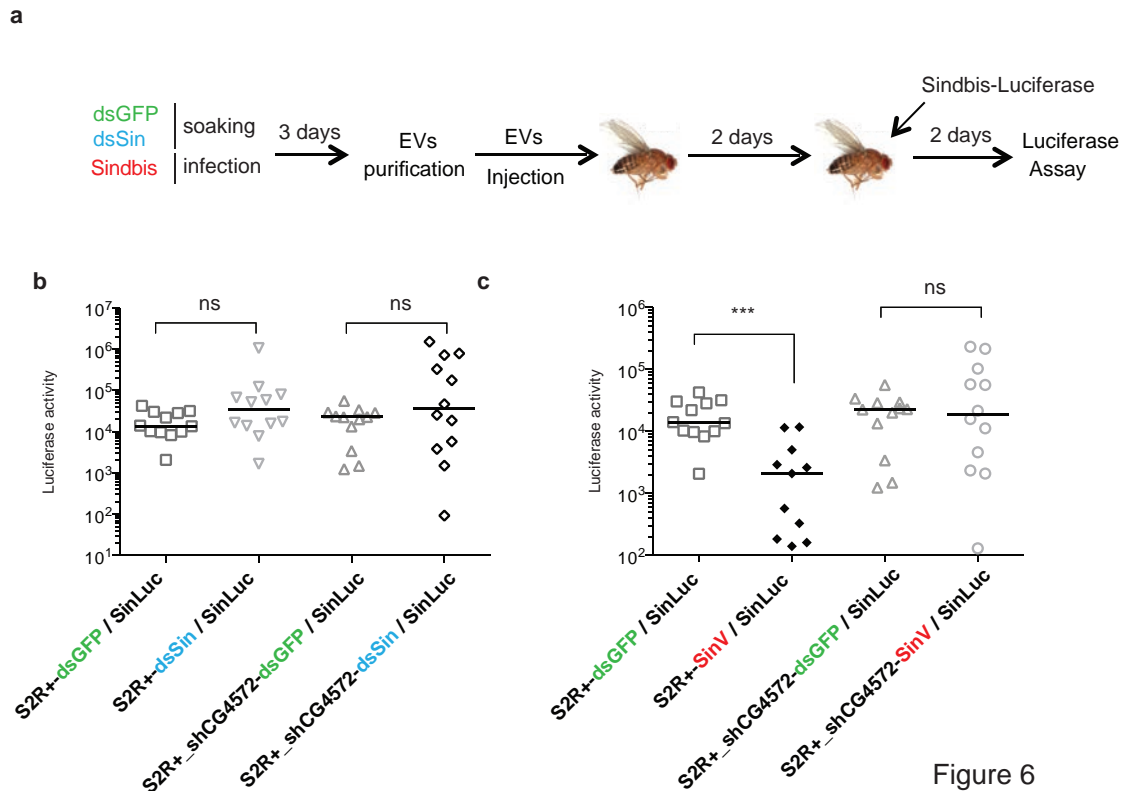 a
dsGFP
dsSin
soaking
Sindbis
infection
3 days
EVs
purification
EVs
Injection
2 days
Sindbis-Luciferase
2 days
Luciferase
Assay
b
ns
ns
Luciferase activity
10^7
10^6
10^5
10^4
10^3
10^2
10^1
S2R+-dsGFP / SinLuc
S2R+-dsSin / SinLuc
S2R+_shCG4572-dsGFP / SinLuc
S2R+_shCG4572-dsSin / SinLuc
c
***
ns
Luciferase activity
10^6
10^5
10^4
10^3
10^2
S2R+-dsGFP / SinLuc
S2R+-SinV / SinLuc
S2R+_shCG4572-dsGFP / SinLuc
S2R+_shCG4572-SinV / SinLuc
Figure 6